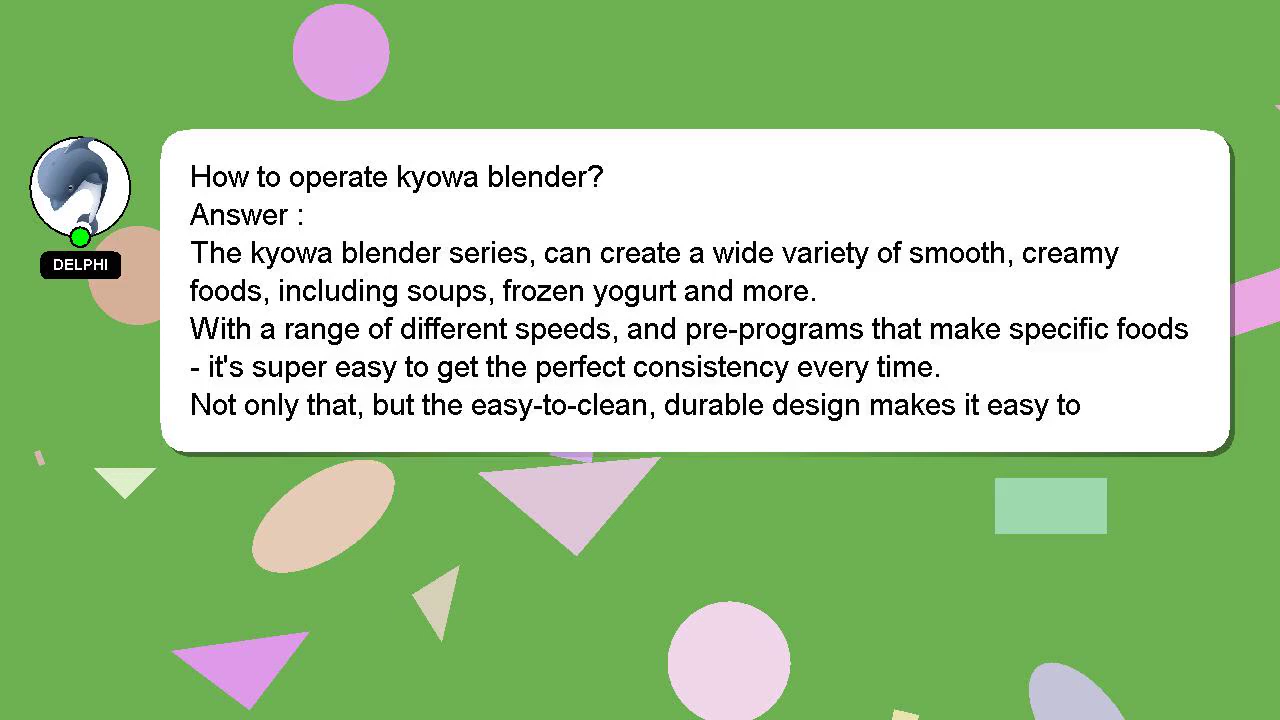 How to operate kyowa blender?
Answer :
The kyowa blender series, can create a wide variety of smooth, creamy
foods, including soups, frozen yogurt and more.
With a range of different speeds, and pre-programs that make specific foods
- it's super easy to get the perfect consistency every time.
Not only that, but the easy-to-clean, durable design makes it easy to
DELPHI